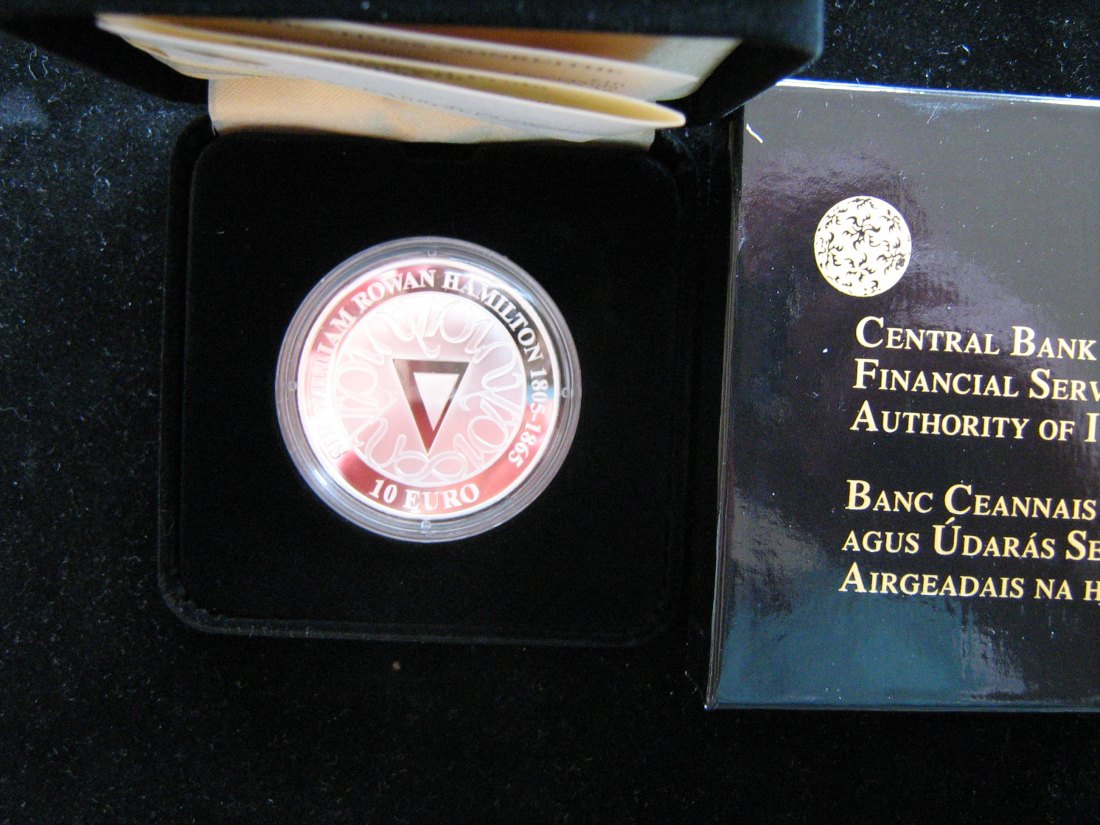 WILLIAM ROWAN HAMILTON 1805-1865
10 EURO
CENTRAL BANK
FINANCIAL SERV
AUTHORITY OF I
BANC CEANNAIS
AGUS ÚDARÁS SE
AIRGEADAIS NA H